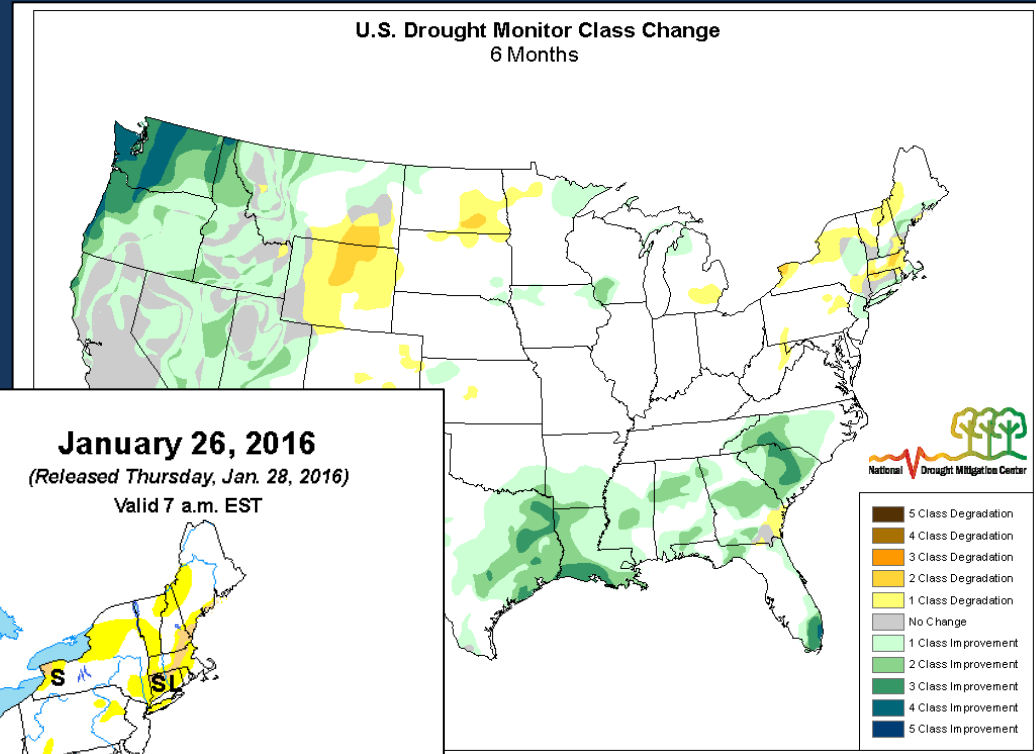 U.S. Drought Monitor Class Change
6 Months
January 26, 2016
(Released Thursday, Jan. 28, 2016)
Valid 7 a.m. EST
S
SL
National Drought Mitigation Center
5 Class Degradation
4 Class Degradation
3 Class Degradation
2 Class Degradation
1 Class Degradation
No Change
1 Class Improvement
2 Class Improvement
3 Class Improvement
4 Class Improvement
5 Class Improvement